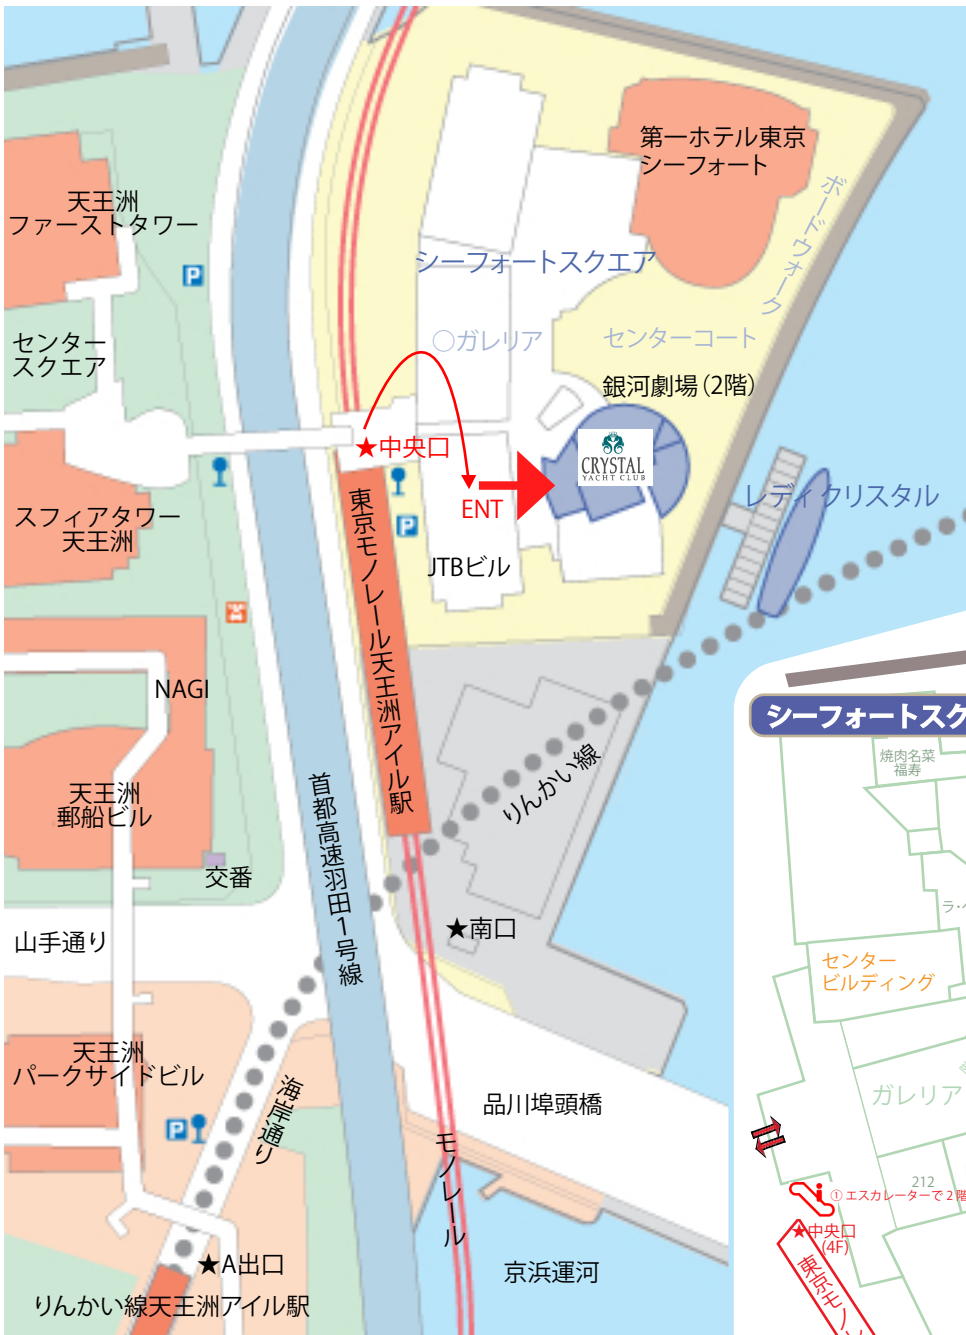 第一ホテル東京
シーフォート
ボードウォーク
天王洲
ファーストタワー
P
シーフォートスクエア
センター
スクエア
○ガレリア
センターコート
銀河劇場(2階)
★中央口
CRYSTAL
YACHT CLUB
ENT
レディクリスタル
スフィアタワー
天王洲
P
JTBビル
東京モノレール天王洲アイル駅
NAGI
りんかい線
天王洲
郵船ビル
首都高速羽田1号線
交番
★南口
山手通り
天王洲
パークサイドビル
海岸通り
P
品川埠頭橋
モノレール
★A出口
りんかい線天王洲アイル駅
京浜運河
シーフォートスク
焼肉名菜
福寿
ラ・ベ
センター
ビルディング
ガレリア
212
① エスカレーターで2階
★中央口
(4F)
東京モノレ